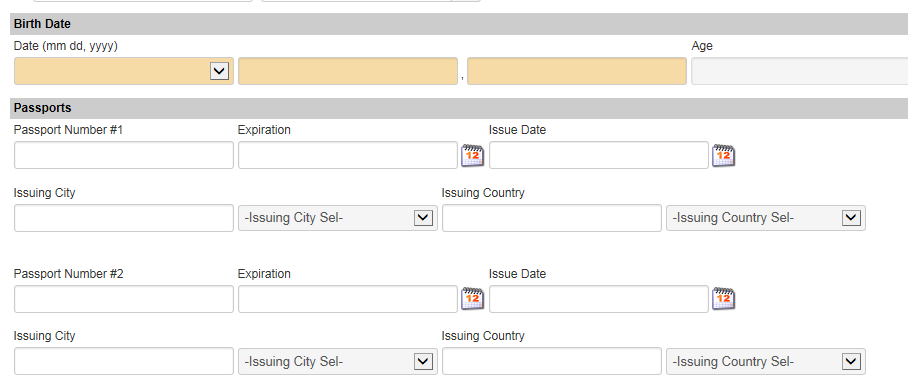 Birth Date
Date (mm dd, yyyy) Age
,
Passports
Passport Number #1 Expiration Issue Date
12 12
Issuing City Issuing Country
-Issuing City Sel- -Issuing Country Sel-
Passport Number #2 Expiration Issue Date
12 12
Issuing City Issuing Country
-Issuing City Sel- -Issuing Country Sel-